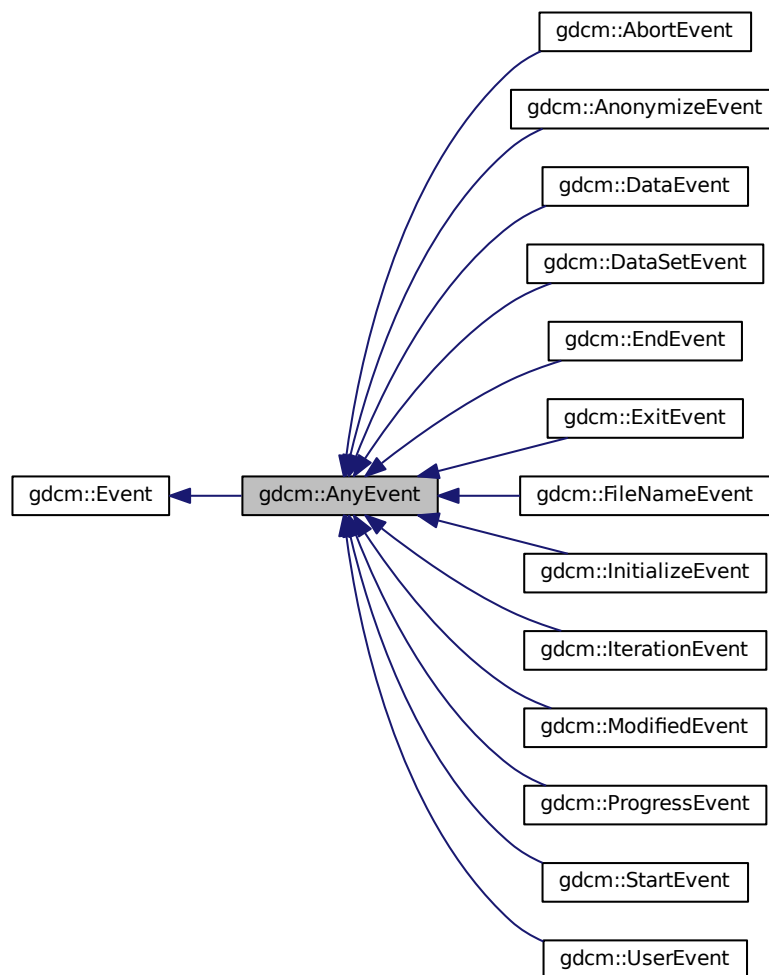 gdcm::AbortEvent
gdcm::AnonymizeEvent
gdcm::DataEvent
gdcm::DataSetEvent
gdcm::EndEvent
gdcm::ExitEvent
gdcm::Event
gdcm::AnyEvent
gdcm::FileNameEvent
gdcm::InitializeEvent
gdcm::IterationEvent
gdcm::ModifiedEvent
gdcm::ProgressEvent
gdcm::StartEvent
gdcm::UserEvent